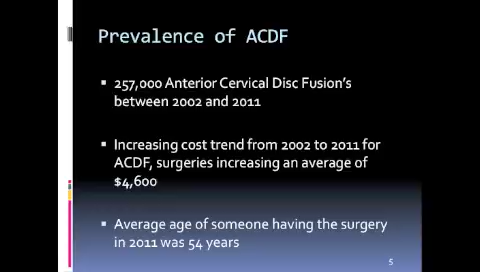 Prevalence of ACDF
▪ 257,000 Anterior Cervical Disc Fusion's
between 2002 and 2011
▪ Increasing cost trend from 2002 to 2011 for
ACDF, surgeries increasing an average of
$4,600
▪ Average age of someone having the surgery
in 2011 was 54 years
5